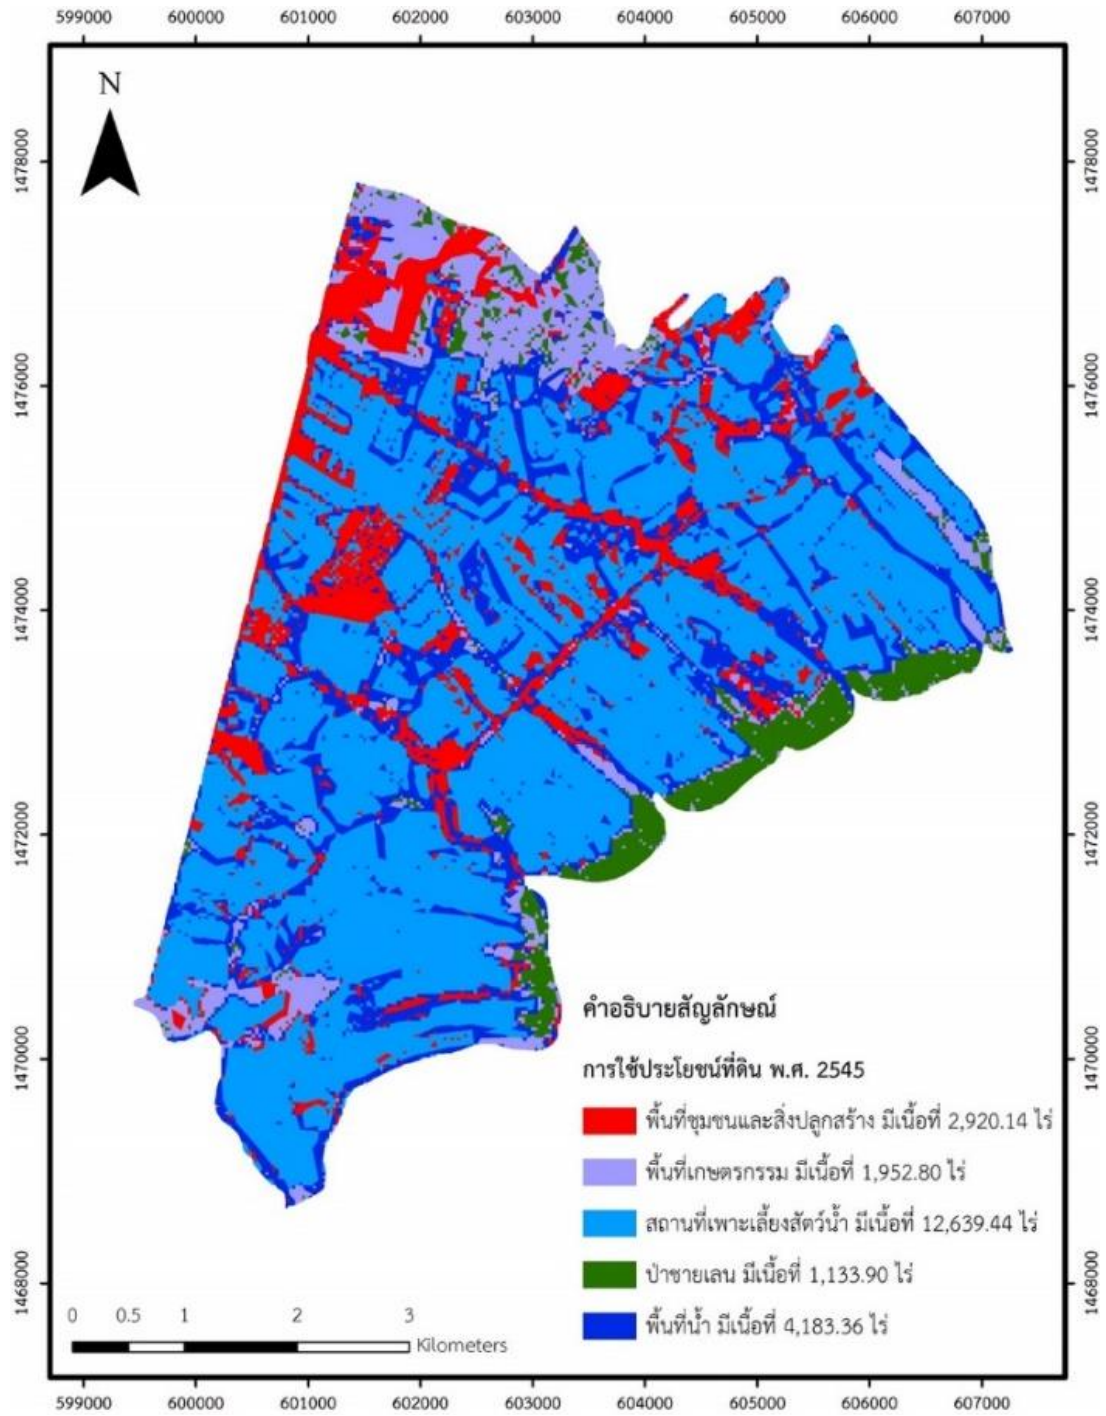 599000 600000 601000 602000 603000 604000 605000 606000 607000
N
1478000 1478000
1476000 1476000
1474000 1474000
1472000 1472000
1470000 1470000
1468000 1468000
คำอธิบายสัญลักษณ์
การใช้ประโยชน์ที่ดิน พ.ศ. 2545
พื้นที่ชุมชนและสิ่งปลูกสร้าง มีเนื้อที่ 2,920.14 ไร่
พื้นที่เกษตรกรรม มีเนื้อที่ 1,952.80 ไร่
สถานที่เพาะเลี้ยงสัตว์น้ำ มีเนื้อที่ 12,639.44 ไร่
ป่าชายเลน มีเนื้อที่ 1,133.90 ไร่
พื้นที่น้ำ มีเนื้อที่ 4,183.36 ไร่
0 0.5 1 2 3
Kilometers
599000 600000 601000 602000 603000 604000 605000 606000 607000